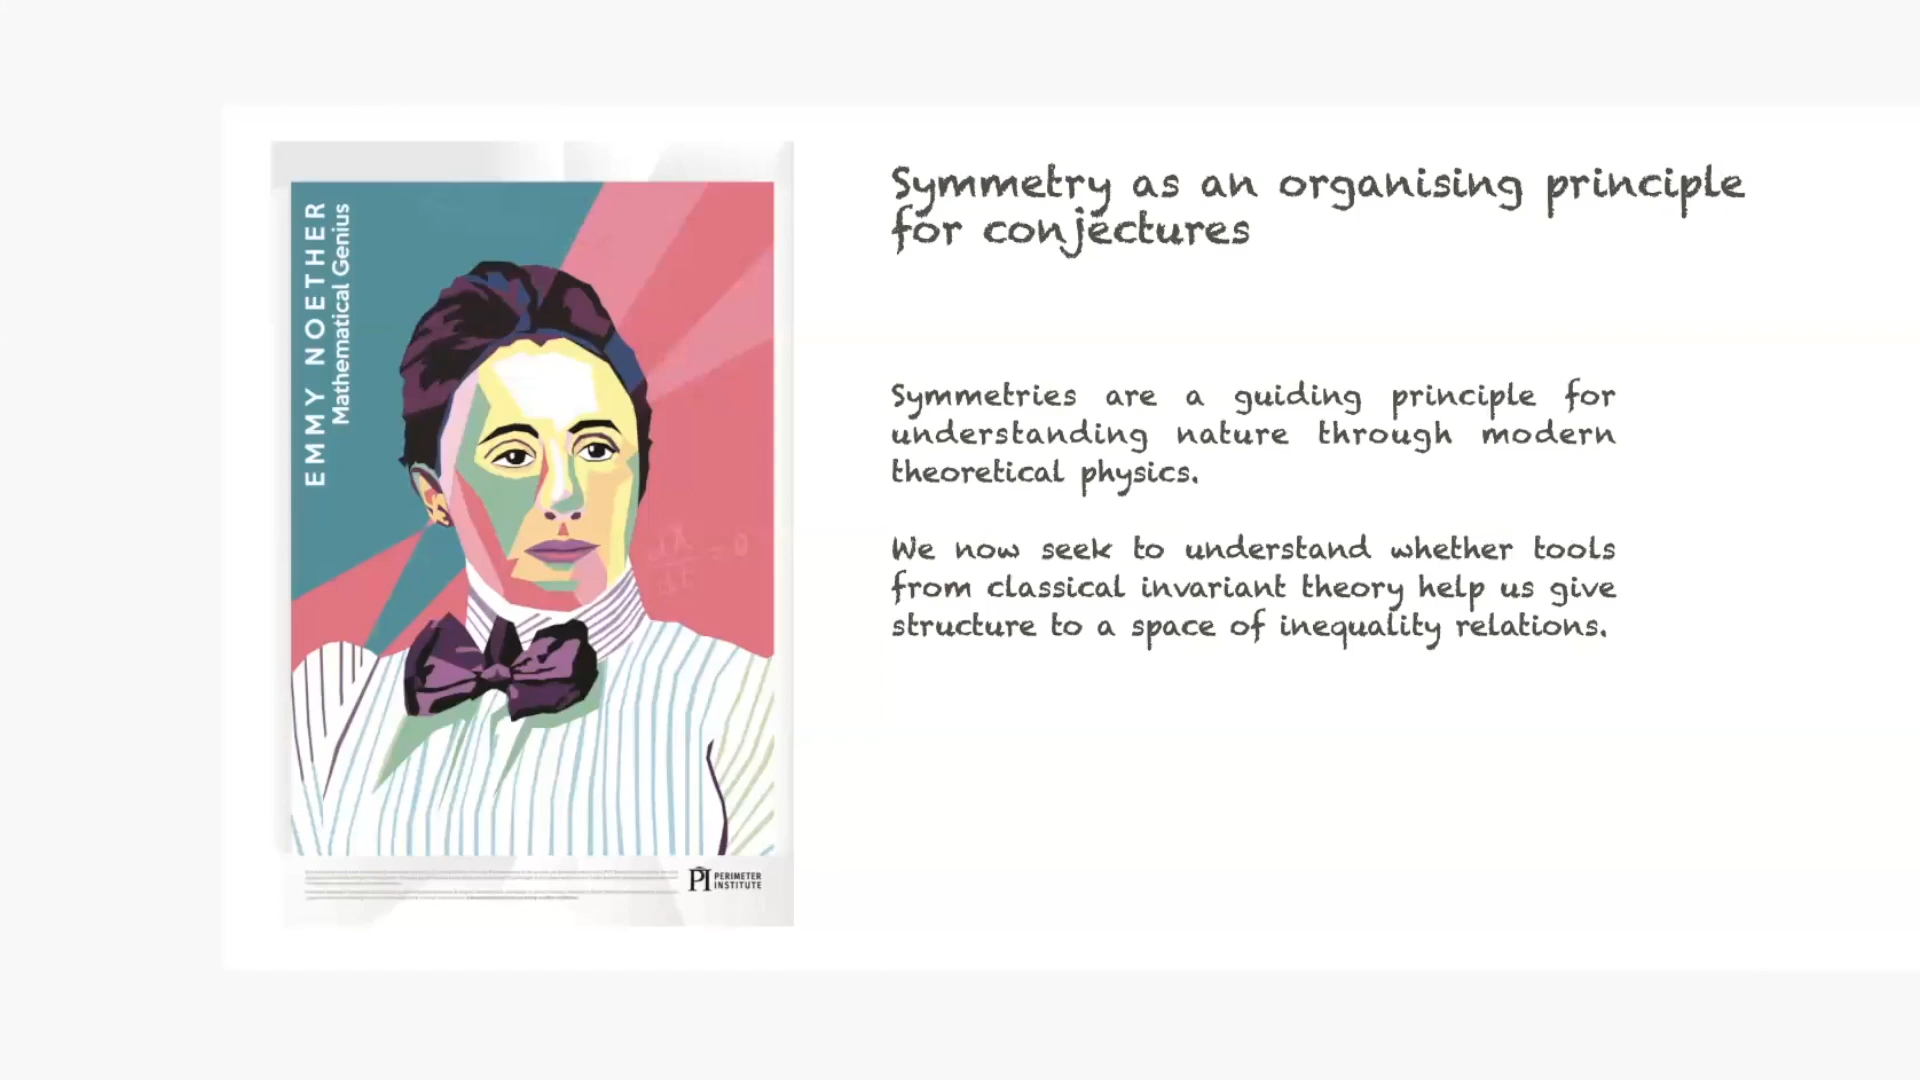 EMMY NOETHER
Mathematical Genius
PI PERIMETER
INSTITUTE
Symmetry as an organising principle
for conjectures
Symmetries are a guiding principle for
understanding nature through modern
theoretical physics.
We now seek to understand whether tools
from classical invariant theory help us give
structure to a space of inequality relations.